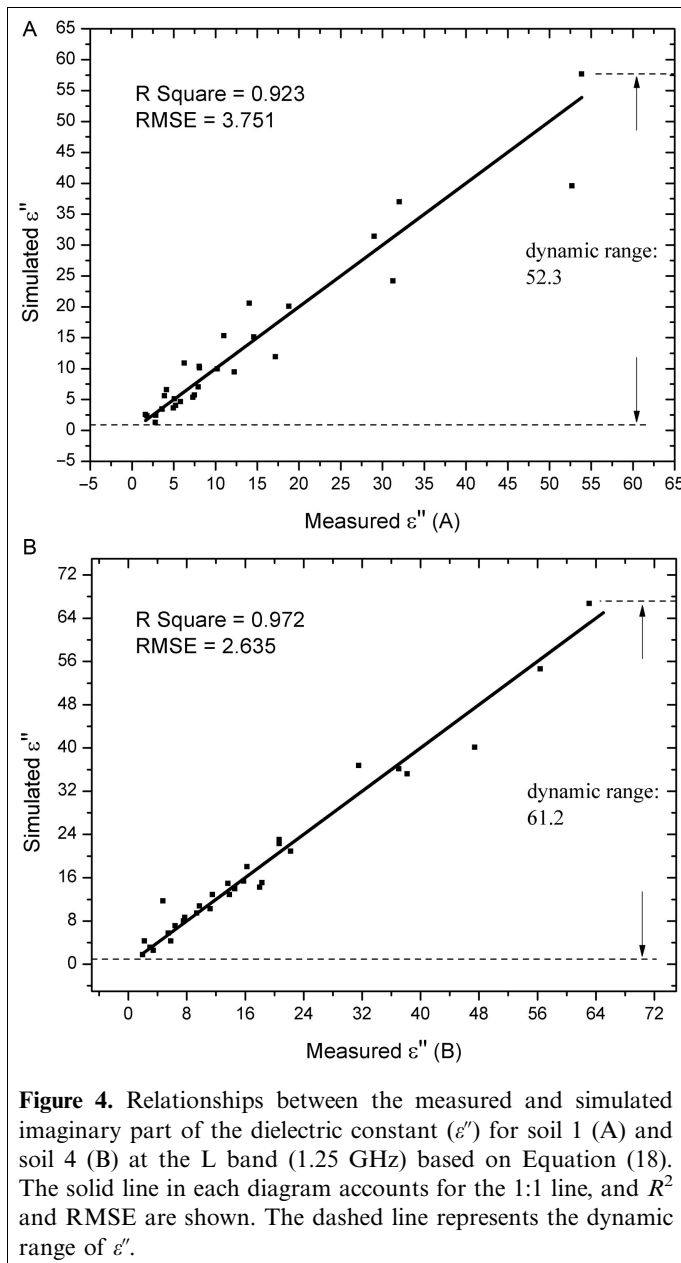 A
65
60
55
50
45
40
35
30
25
20
15
10
5
0
−5
R Square = 0.923
RMSE = 3.751
dynamic range:
52.3
Simulated ε"
−5 0 5 10 15 20 25 30 35 40 45 50 55 60 65
Measured ε" (A)
B
72
64
56
48
40
32
24
16
8
0
R Square = 0.972
RMSE = 2.635
dynamic range:
61.2
Simulated ε"
0 8 16 24 32 40 48 56 64 72
Measured ε" (B)
Figure 4. Relationships between the measured and simulated
imaginary part of the dielectric constant (ε″) for soil 1 (A) and
soil 4 (B) at the L band (1.25 GHz) based on Equation (18).
The solid line in each diagram accounts for the 1:1 line, and R²
and RMSE are shown. The dashed line represents the dynamic
range of ε″.